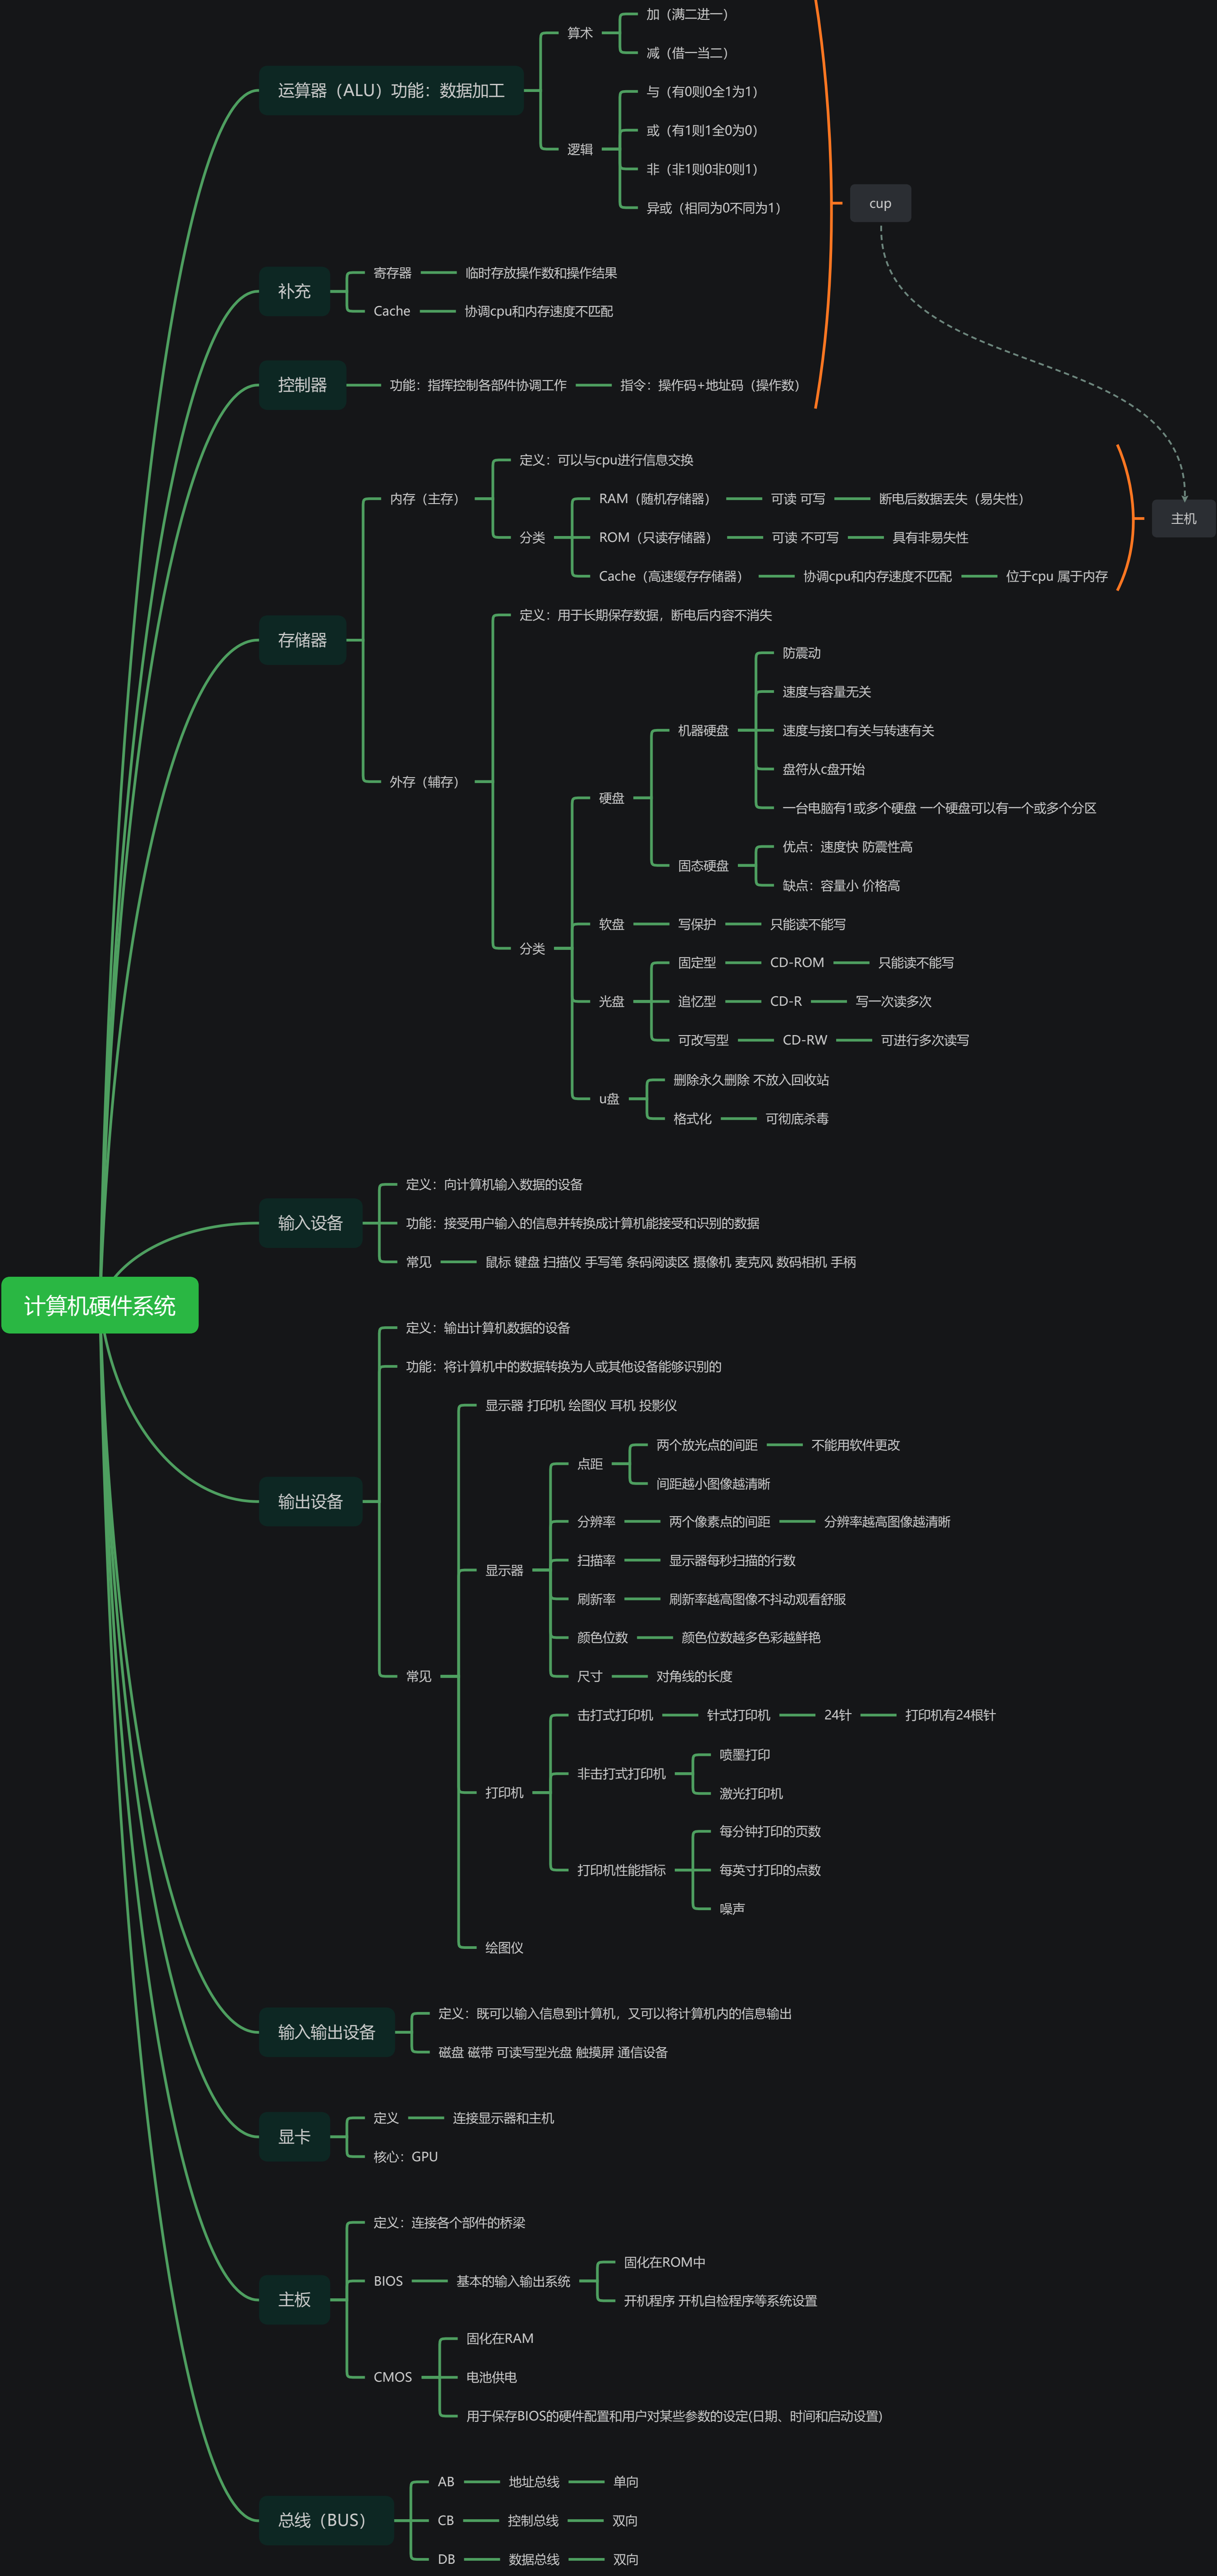 加（满二进一）
算术
减（借一当二）
运算器（ALU）功能：数据加工
与（有0则0全1为1）
或（有1则1全0为0）
逻辑
非（非1则0非0则1）
异或（相同为0不同为1）
cup
补充
寄存器
临时存放操作数和操作结果
Cache
协调cpu和内存速度不匹配
控制器
功能：指挥控制各部件协调工作
指令：操作码+地址码（操作数）
主机
存储器
内存（主存）
定义：可以与cpu进行信息交换
分类
RAM（随机存储器）
可读 可写
断电后数据丢失（易失性）
ROM（只读存储器）
可读 不可写
具有非易失性
Cache（高速缓存存储器）
协调cpu和内存速度不匹配
位于cpu 属于内存
外存（辅存）
定义：用于长期保存数据，断电后内容不消失
分类
硬盘
机器硬盘
防震动
速度与容量无关
速度与接口有关与转速有关
盘符从c盘开始
一台电脑有1或多个硬盘 一个硬盘可以有一个或多个分区
固态硬盘
优点：速度快 防震性高
缺点：容量小 价格高
软盘
写保护
只能读不能写
光盘
固定型
CD-ROM
只能读不能写
追忆型
CD-R
写一次读多次
可改写型
CD-RW
可进行多次读写
u盘
删除永久删除 不放入回收站
格式化
可彻底杀毒
计算机硬件系统
输入设备
定义：向计算机输入数据的设备
功能：接受用户输入的信息并转换成计算机能接受和识别的数据
常见
鼠标 键盘 扫描仪 手写笔 条码阅读区 摄像机 麦克风 数码相机 手柄
输出设备
定义：输出计算机数据的设备
功能：将计算机中的数据转换为人或其他设备能够识别的
常见
显示器 打印机 绘图仪 耳机 投影仪
显示器
点距
两个放光点的间距
不能用软件更改
间距越小图像越清晰
分辨率
两个像素点的间距
分辨率越高图像越清晰
扫描率
显示器每秒扫描的行数
刷新率
刷新率越高图像不抖动观看舒服
颜色位数
颜色位数越多色彩越鲜艳
尺寸
对角线的长度
打印机
击打式打印机
针式打印机
24针
打印机有24根针
非击打式打印机
喷墨打印
激光打印机
打印机性能指标
每分钟打印的页数
每英寸打印的点数
噪声
绘图仪
输入输出设备
定义：既可以输入信息到计算机，又可以将计算机内的信息输出
磁盘 磁带 可读写型光盘 触摸屏 通信设备
显卡
定义
连接显示器和主机
核心：GPU
主板
定义：连接各个部件的桥梁
BIOS
基本的输入输出系统
固化在ROM中
开机程序 开机自检程序等系统设置
CMOS
固化在RAM
电池供电
用于保存BIOS的硬件配置和用户对某些参数的设定(日期、时间和启动设置)
总线（BUS）
AB
地址总线
单向
CB
控制总线
双向
DB
数据总线
双向